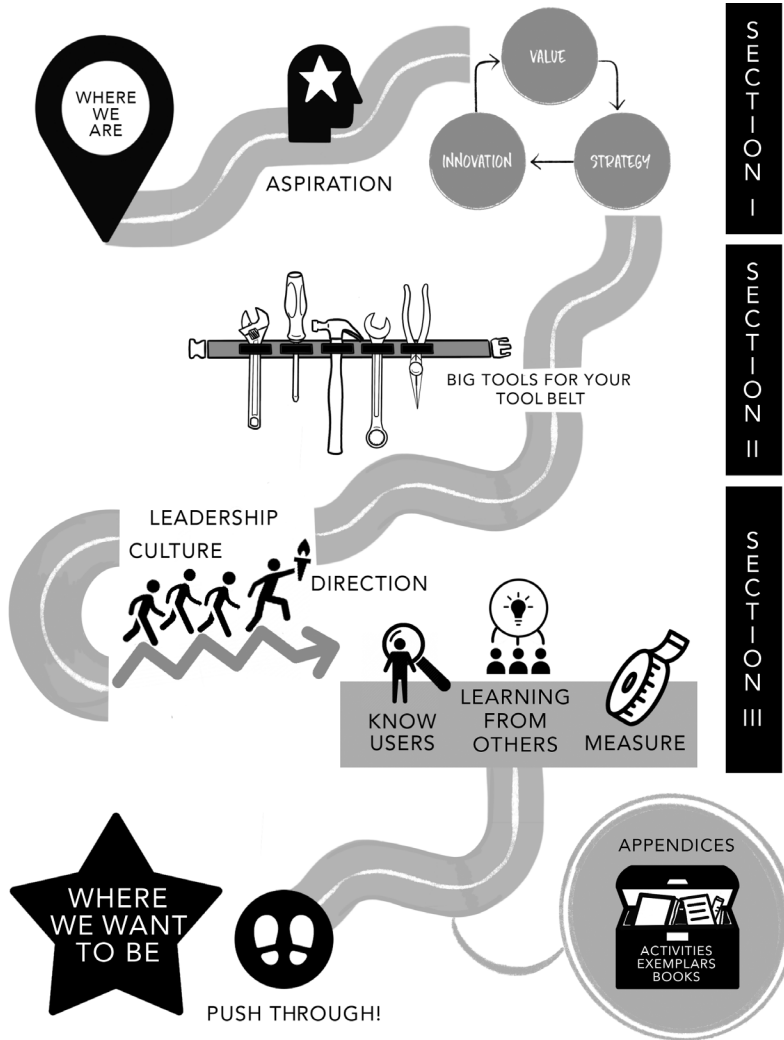 WHERE
WE
ARE
ASPIRATION
VALUE
INNOVATION
STRATEGY
SECTION I
BIG TOOLS FOR YOUR
TOOL BELT
SECTION II
LEADERSHIP
CULTURE
DIRECTION
KNOW
USERS
LEARNING
FROM
OTHERS
MEASURE
SECTION III
WHERE
WE WANT
TO BE
PUSH THROUGH!
APPENDICES
ACTIVITIES
EXEMPLARS
BOOKS